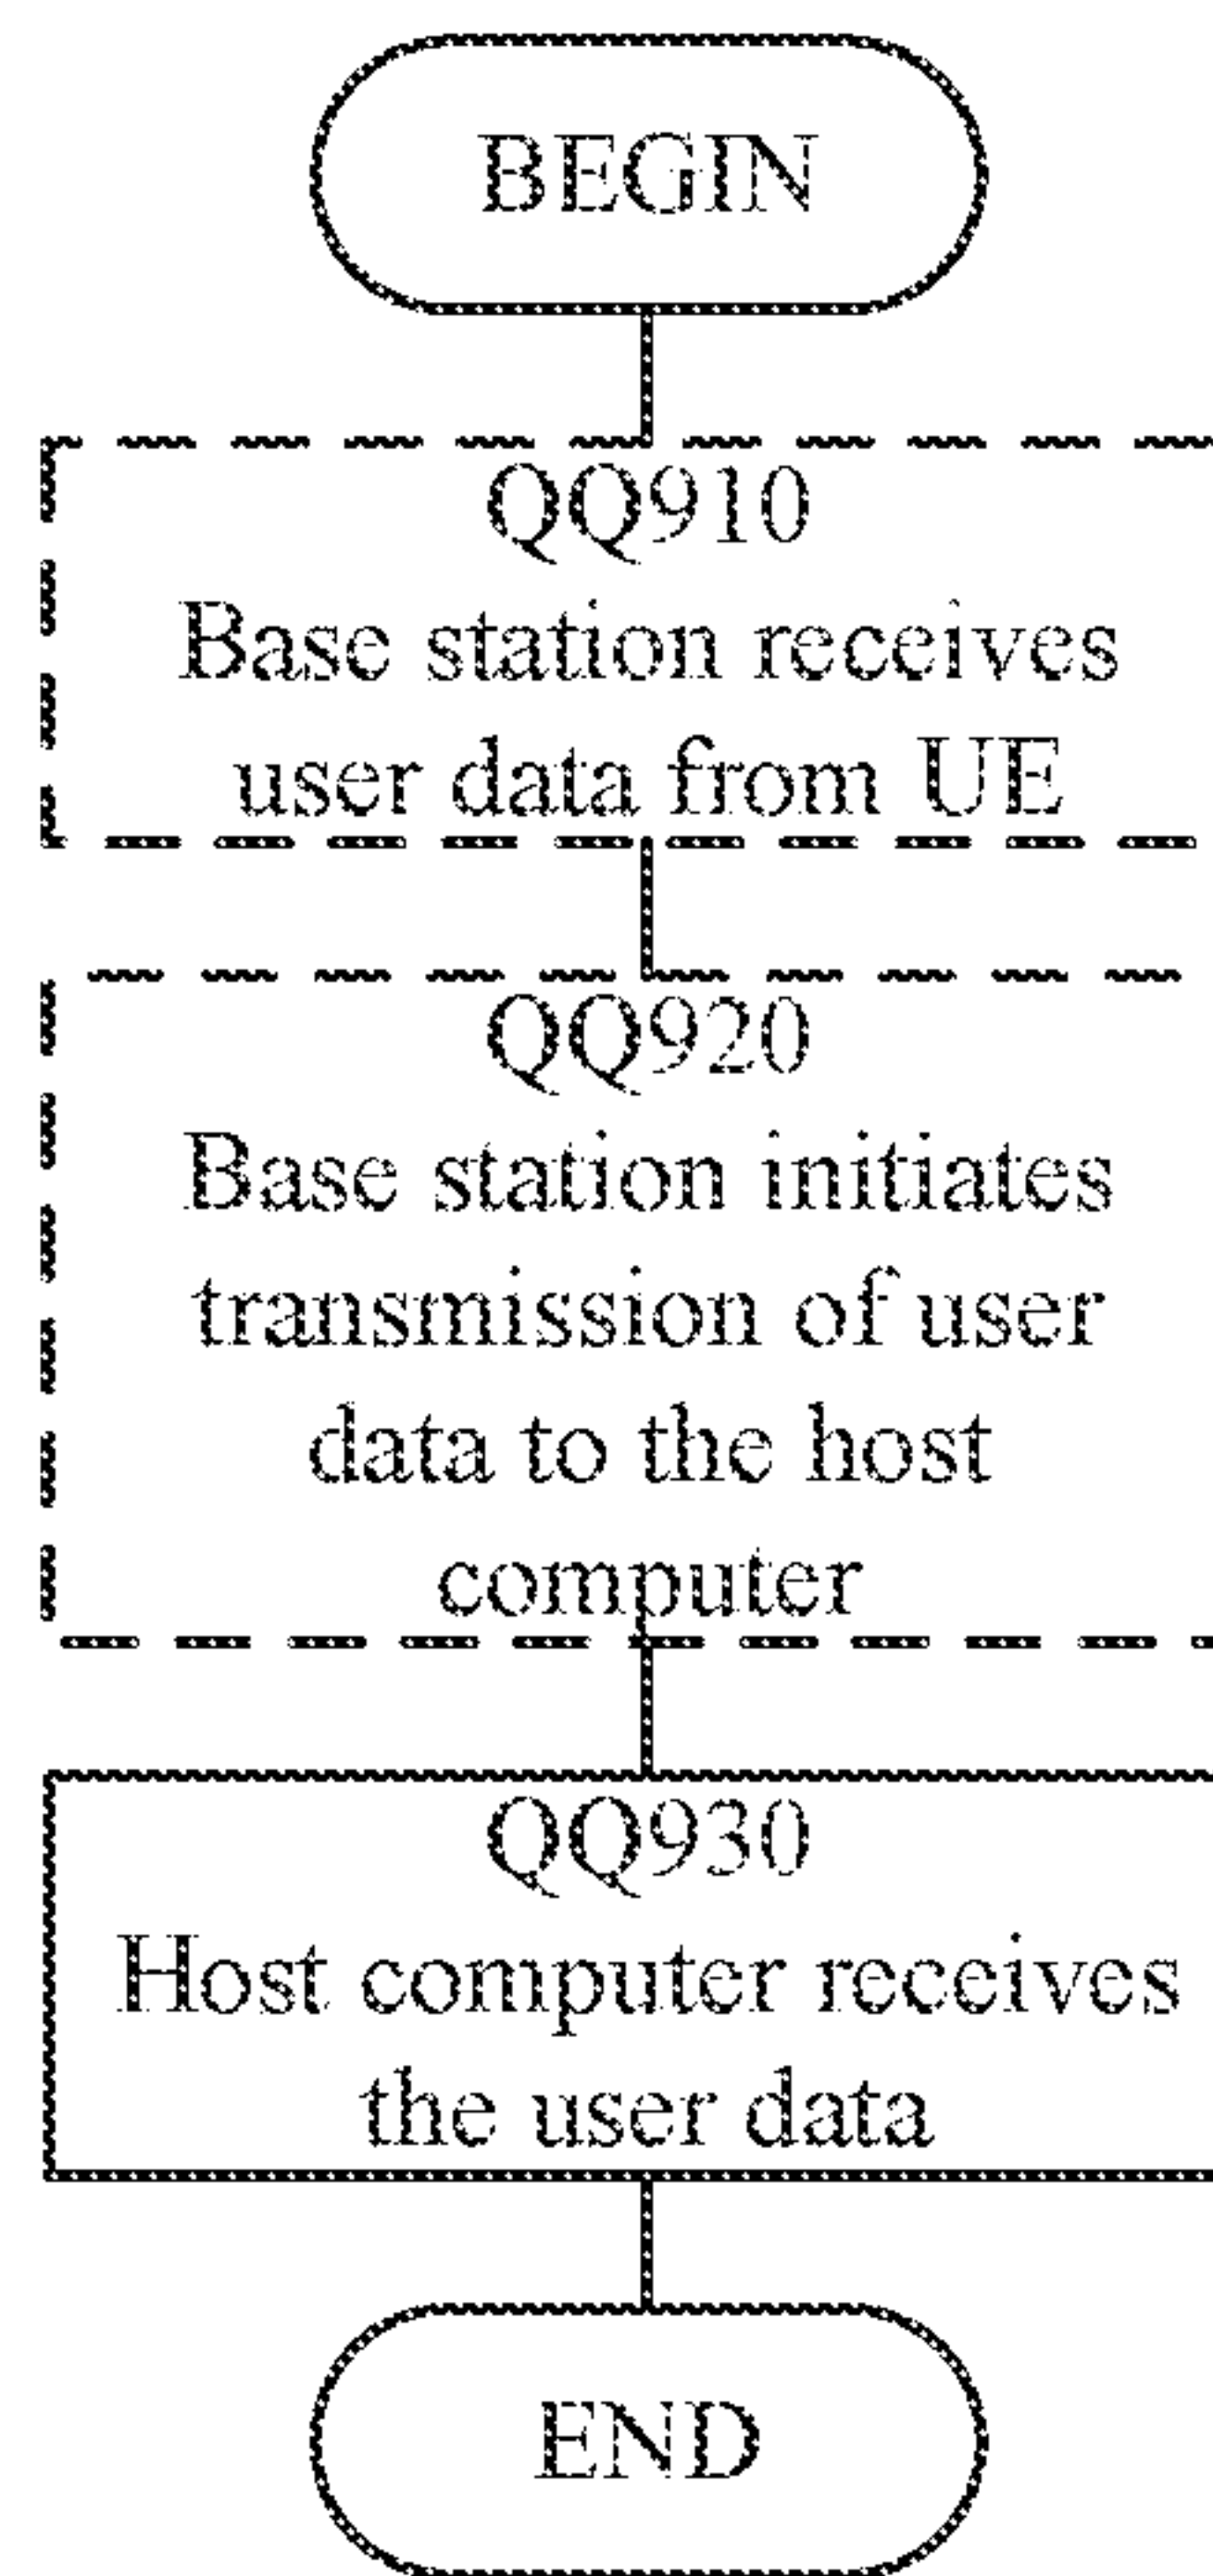 BEGIN
QQ910
Base station receives
user data from UE
QQ920
Base station initiates
transmission of user
data to the host
computer
QQ930
Host computer receives
the user data
END